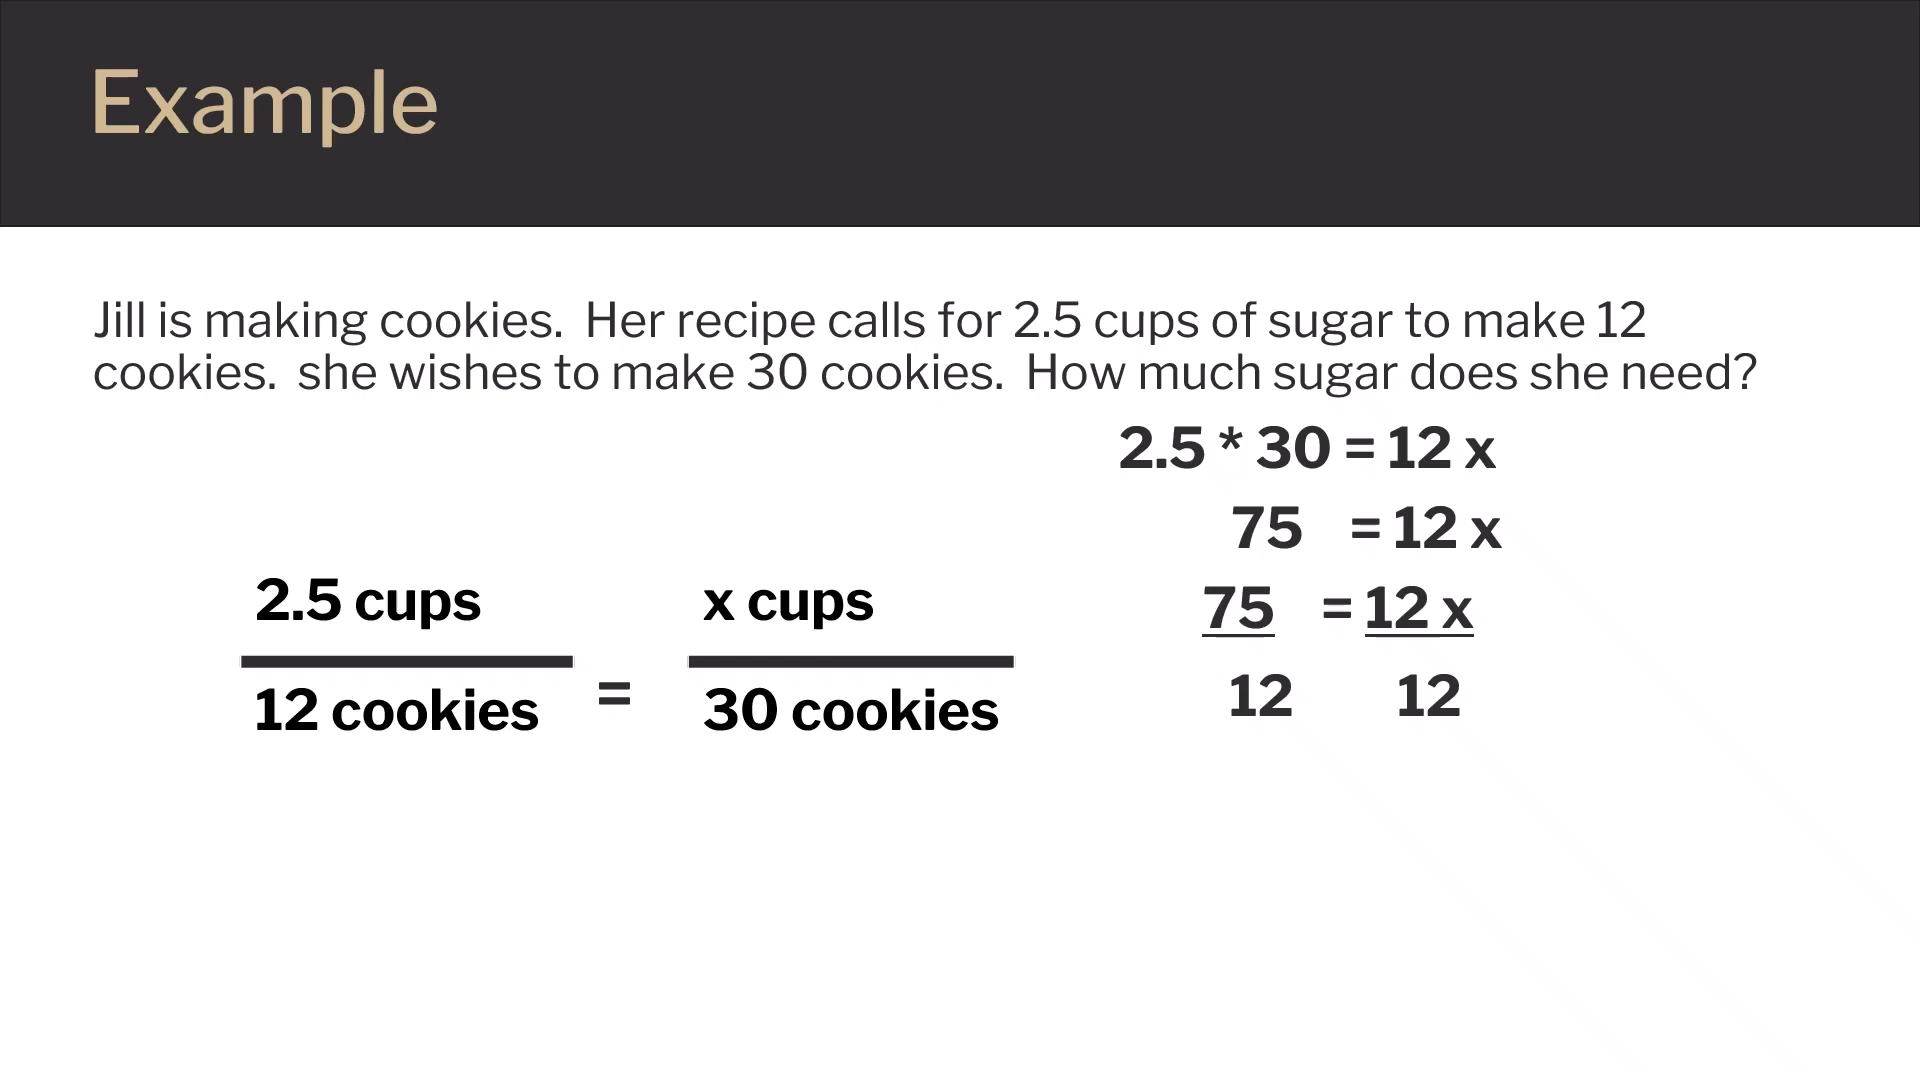 Example
Jill is making cookies.  Her recipe calls for 2.5 cups of sugar to make 12
cookies.  she wishes to make 30 cookies.  How much sugar does she need?
2.5 * 30 = 12 x
75 = 12 x
75 = 12 x
12 12
2.5 cups
12 cookies
=
x cups
30 cookies